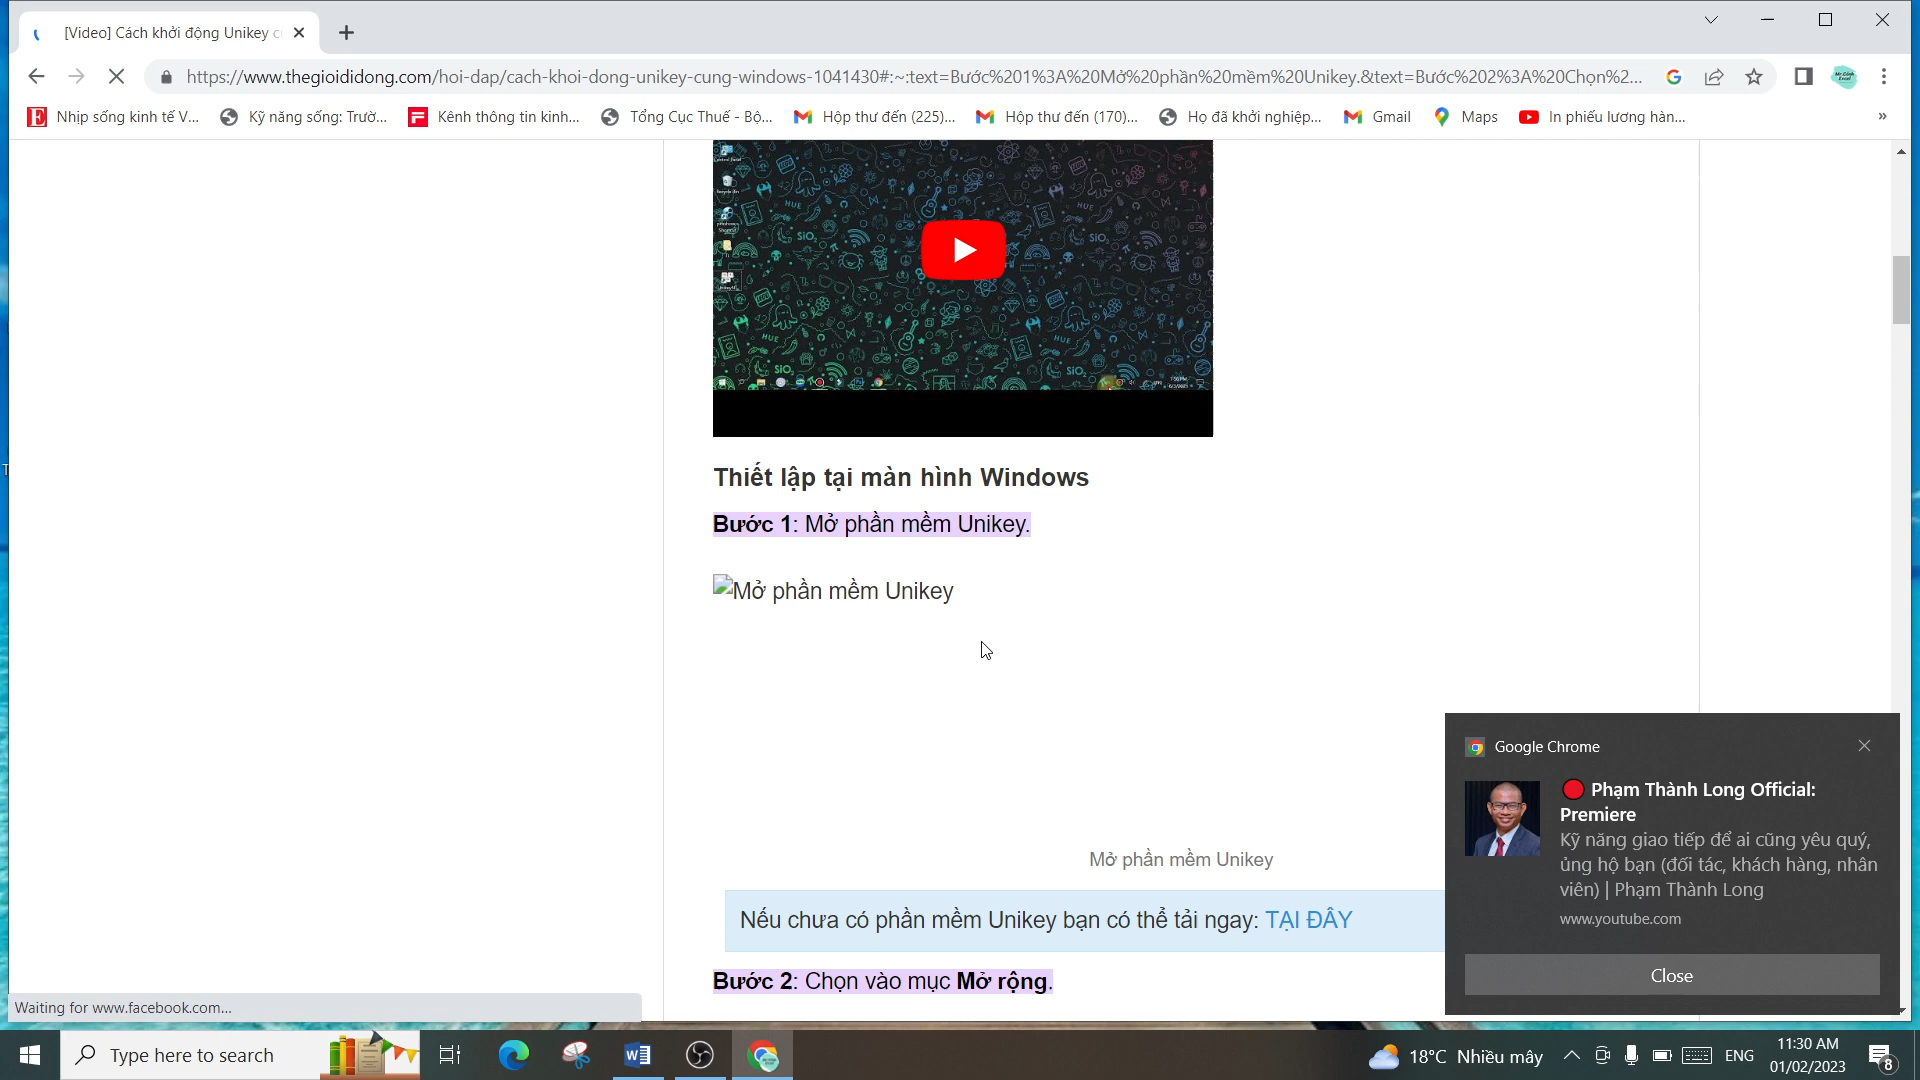 [Video] Cách khởi động Unikey c
https://www.thegioididong.com/hoi-dap/cach-khoi-dong-unikey-cung-windows-1041430#:~:text=Bước%201%3A%20Mở%20phần%20mềm%20Unikey.&text=Bước%202%3A%20Chọn%2...
Nhịp sống kinh tế V...
Kỹ năng sống: Trườ...
Kênh thông tin kinh...
Tổng Cục Thuế - Bộ...
Hộp thư đến (225)...
Hộp thư đến (170)...
Họ đã khởi nghiệp...
Gmail
Maps
In phiếu lương hàn...
»
Thiết lập tại màn hình Windows
Bước 1: Mở phần mềm Unikey.
Mở phần mềm Unikey
Mở phần mềm Unikey
Nếu chưa có phần mềm Unikey bạn có thể tải ngay: TẠI ĐÂY
Bước 2: Chọn vào mục Mở rộng.
Google Chrome
Phạm Thành Long Official:
Premiere
Kỹ năng giao tiếp để ai cũng yêu quý,
ủng hộ bạn (đối tác, khách hàng, nhân
viên) | Phạm Thành Long
www.youtube.com
Close
Waiting for www.facebook.com...
Type here to search
18°C Nhiều mây
ENG
11:30 AM
01/02/2023
8